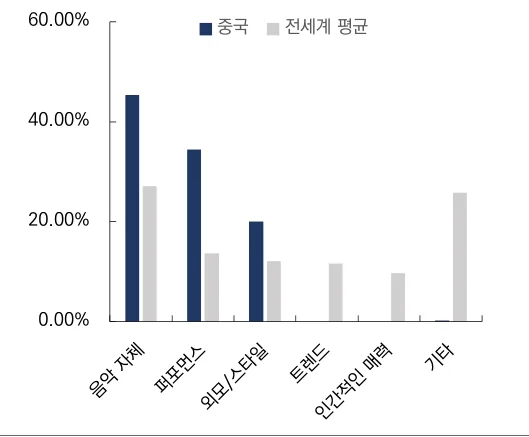 60.00%
중국 전세계 평균
40.00%
20.00%
0.00%
음악 자체
퍼포먼스
외모/스타일
트렌드
인간적인 매력
기타